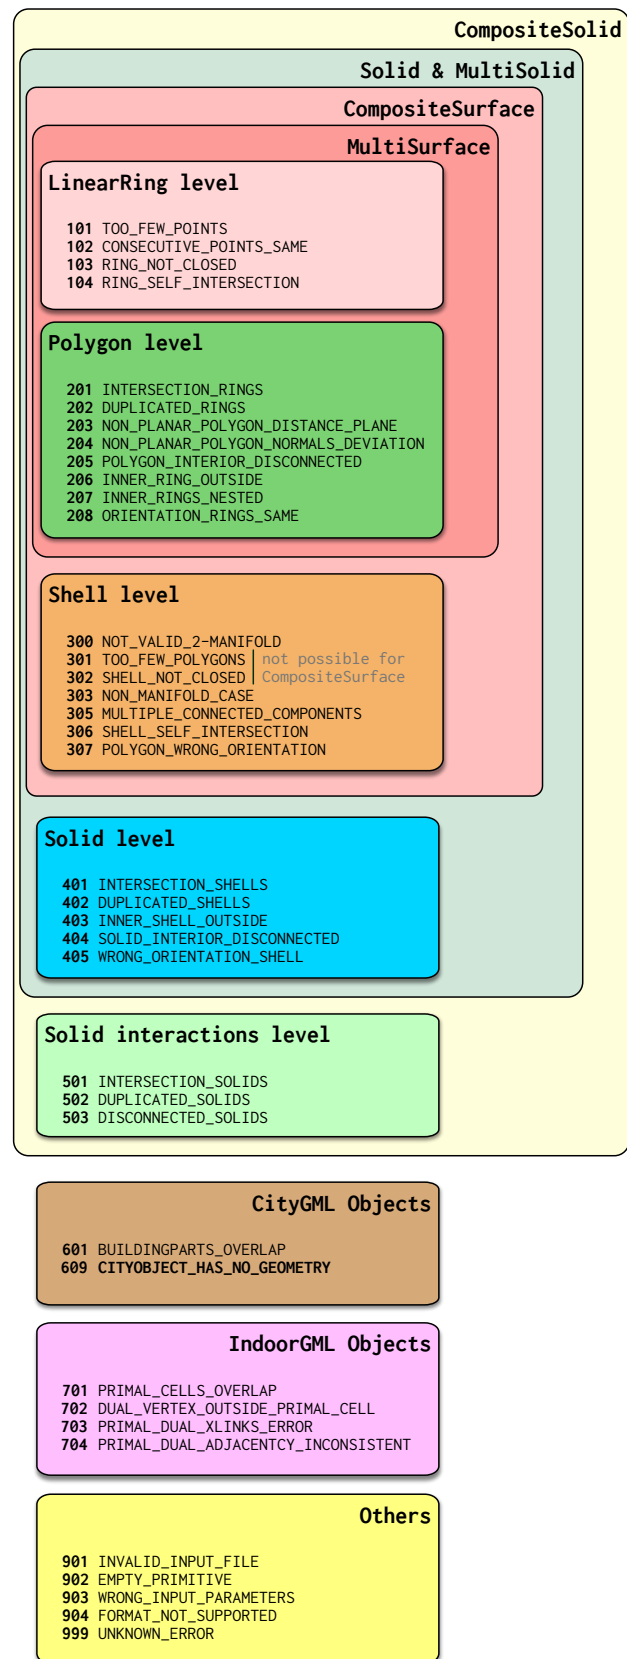 CompositeSolid
Solid & MultiSolid
CompositeSurface
MultiSurface
LinearRing level
101 TOO_FEW_POINTS
102 CONSECUTIVE_POINTS_SAME
103 RING_NOT_CLOSED
104 RING_SELF_INTERSECTION
Polygon level
201 INTERSECTION_RINGS
202 DUPLICATED_RINGS
203 NON_PLANAR_POLYGON_DISTANCE_PLANE
204 NON_PLANAR_POLYGON_NORMALS_DEVIATION
205 POLYGON_INTERIOR_DISCONNECTED
206 INNER_RING_OUTSIDE
207 INNER_RINGS_NESTED
208 ORIENTATION_RINGS_SAME
Shell level
300 NOT_VALID_2-MANIFOLD
301 TOO_FEW_POLYGONS not possible for
302 SHELL_NOT_CLOSED CompositeSurface
303 NON_MANIFOLD_CASE
305 MULTIPLE_CONNECTED_COMPONENTS
306 SHELL_SELF_INTERSECTION
307 POLYGON_WRONG_ORIENTATION
Solid level
401 INTERSECTION_SHELLS
402 DUPLICATED_SHELLS
403 INNER_SHELL_OUTSIDE
404 SOLID_INTERIOR_DISCONNECTED
405 WRONG_ORIENTATION_SHELL
Solid interactions level
501 INTERSECTION_SOLIDS
502 DUPLICATED_SOLIDS
503 DISCONNECTED_SOLIDS
CityGML Objects
601 BUILDINGPARTS_OVERLAP
609 CITYOBJECT_HAS_NO_GEOMETRY
IndoorGML Objects
701 PRIMAL_CELLS_OVERLAP
702 DUAL_VERTEX_OUTSIDE_PRIMAL_CELL
703 PRIMAL_DUAL_XLINKS_ERROR
704 PRIMAL_DUAL_ADJACENTCY_INCONSISTENT
Others
901 INVALID_INPUT_FILE
902 EMPTY_PRIMITIVE
903 WRONG_INPUT_PARAMETERS
904 FORMAT_NOT_SUPPORTED
999 UNKNOWN_ERROR